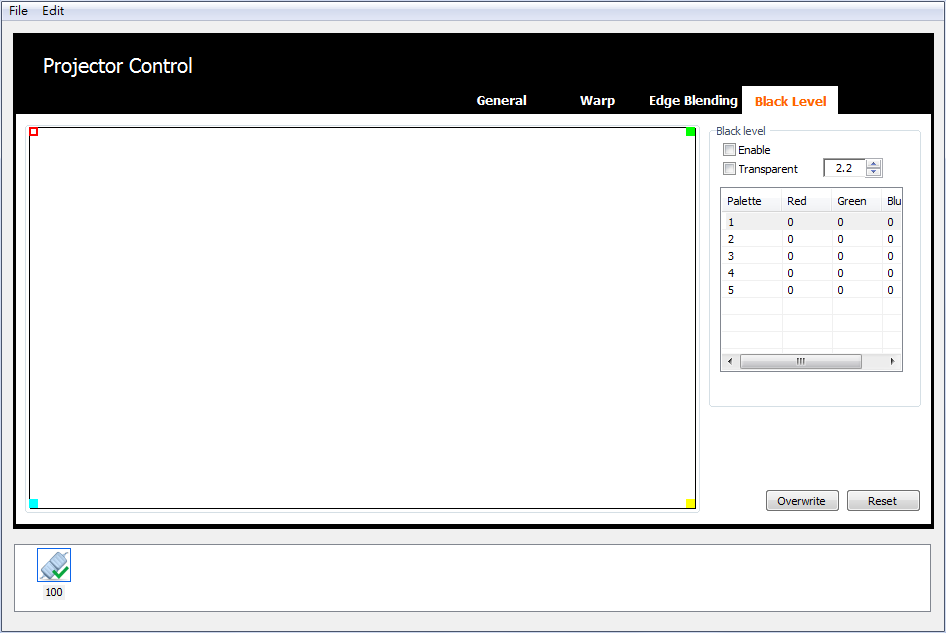 File Edit
Projector Control
General Warp Edge Blending Black Level
Black level
Enable
Transparent 2.2
Palette Red Green Blu
1 0 0 0
2 0 0 0
3 0 0 0
4 0 0 0
5 0 0 0
Overwrite Reset
100